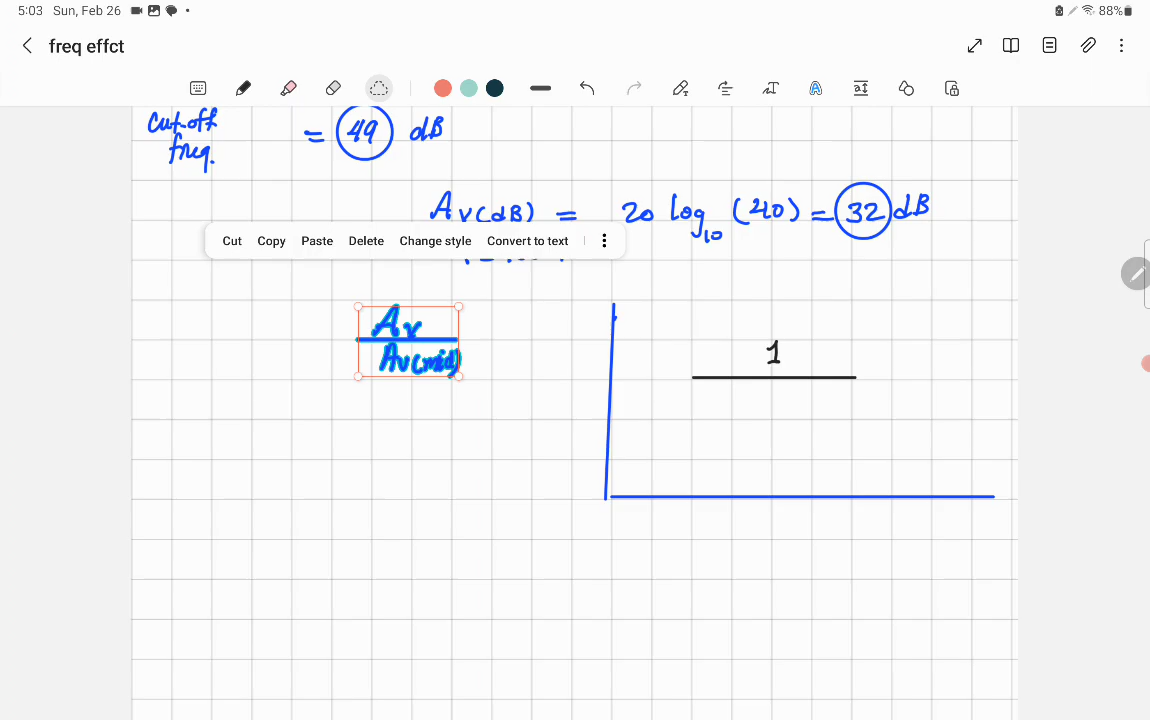 5:03 Sun, Feb 26 88%
freq effct
Cut-off
freq.
= 49 dB
Av(dB) = 20 log10 (40) = 32 dB
Cut Copy Paste Delete Change style Convert to text
Av
Av(mid)
1